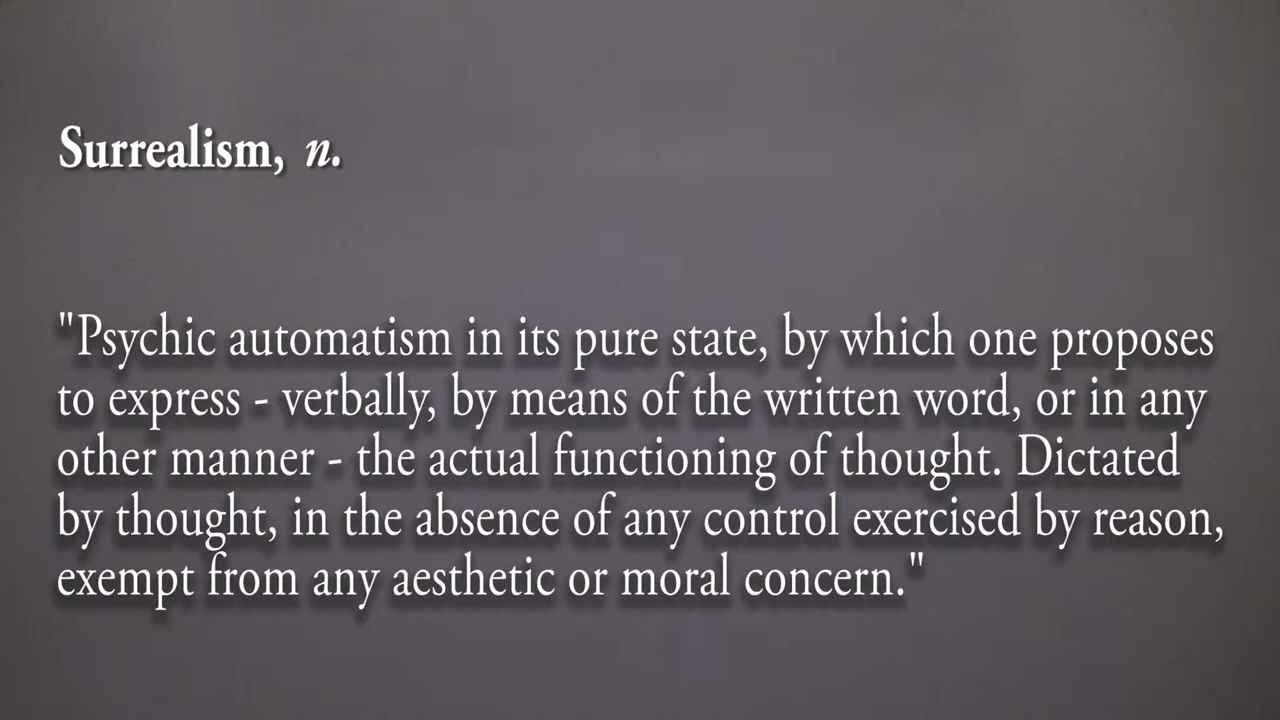 Surrealism, n.
"Psychic automatism in its pure state, by which one proposes
to express - verbally, by means of the written word, or in any
other manner - the actual functioning of thought. Dictated
by thought, in the absence of any control exercised by reason,
exempt from any aesthetic or moral concern."